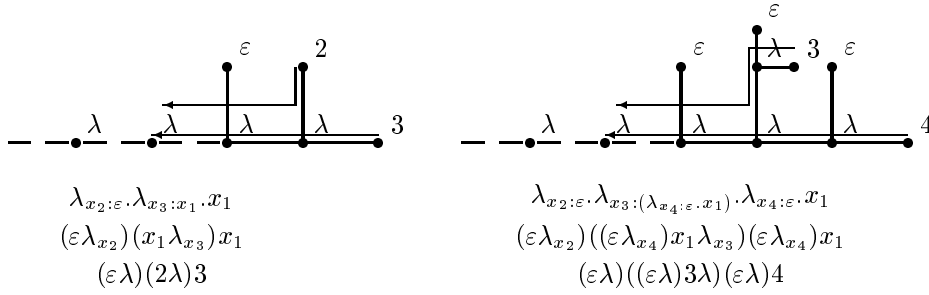 ε 2 ε λ 3 ε
λ λ λ λ 3 λ λ λ λ λ 4
λ_{x_2:ε}.λ_{x_3:x_1}.x_1
(ελ_{x_2})(x_1λ_{x_3})x_1
(ελ)(2λ)3
ε
λ_{x_2:ε}.λ_{x_3:(λ_{x_4:ε}.x_1)}.λ_{x_4:ε}.x_1
(ελ_{x_2})((ελ_{x_4})x_1λ_{x_3})(ελ_{x_4})x_1
(ελ)((ελ)3λ)(ελ)4